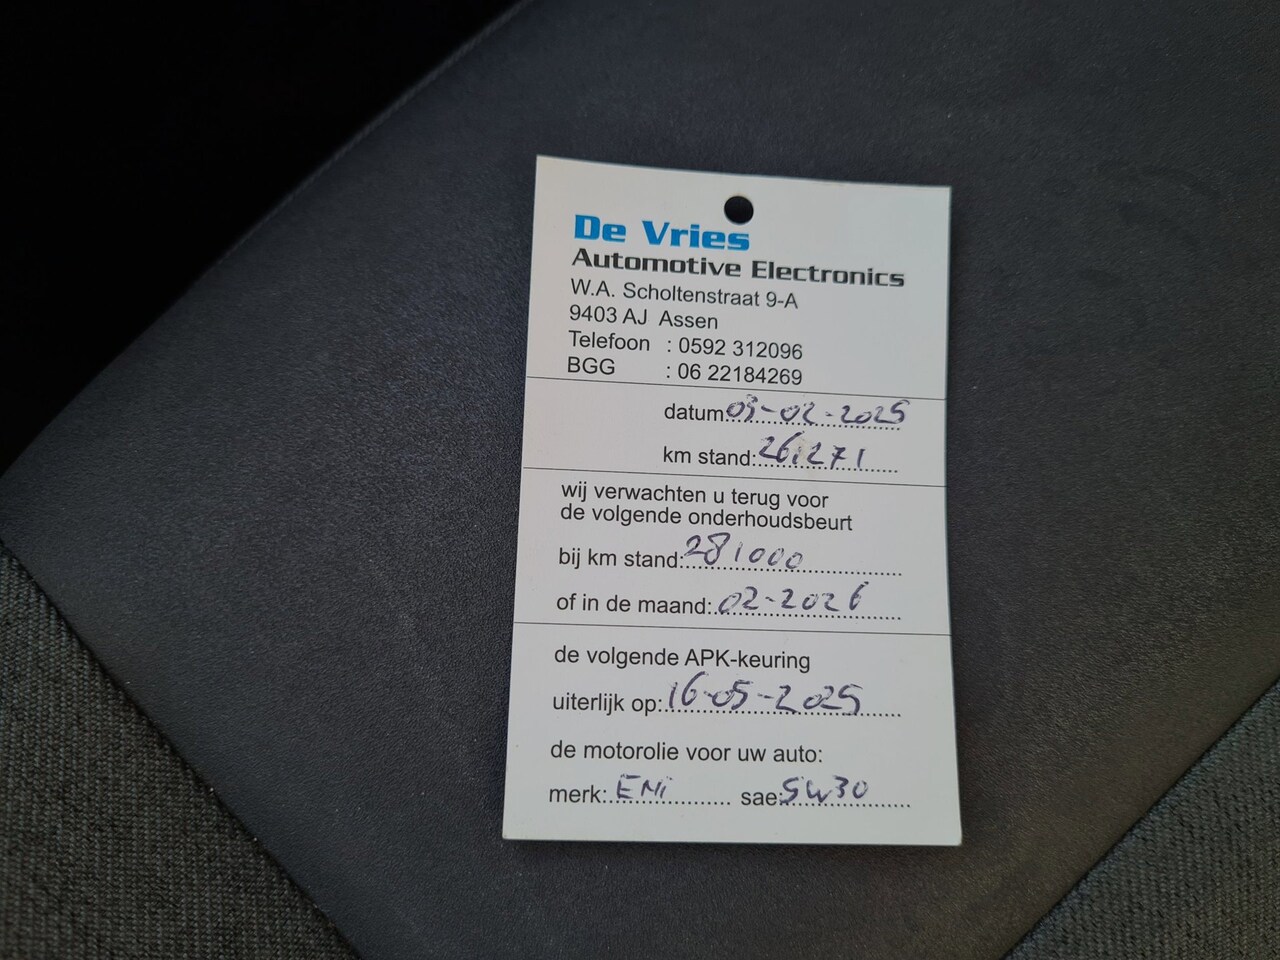 De Vries
Automotive Electronics
W.A. Scholtenstraat 9-A
9403 AJ Assen
Telefoon : 0592 312096
BGG : 06 22184269
datum: 03-02-2025
km stand: 26.271
wij verwachten u terug voor
de volgende onderhoudsbeurt
bij km stand: 281000
of in de maand: 02-2026
de volgende APK-keuring
uiterlijk op: 16-05-2025
de motorolie voor uw auto:
merk: ENi sae: 5W30